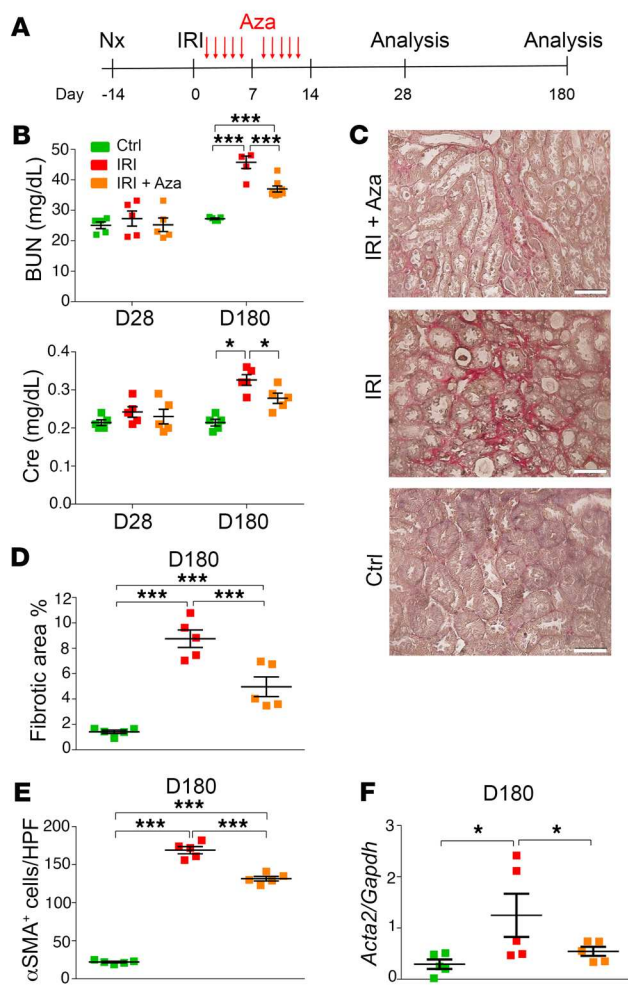 A
Aza
Nx IRI Analysis Analysis
Day -14 0 7 14 28 180
B
Ctrl
IRI
IRI + Aza
*** 
*** ***
BUN (mg/dL)
50
40
30
20
10
0
D28 D180
Cre (mg/dL)
0.4
0.3
0.2
0.1
0.0
* *
D28 D180
C
IRI + Aza
IRI
Ctrl
D
D180
***
*** ***
Fibrotic area %
12
10
8
6
4
2
0
E
D180
***
*** ***
αSMA⁺ cells/HPF
200
150
100
50
25
0
F
D180
* *
Acta2/Gapdh
3
2
1
0